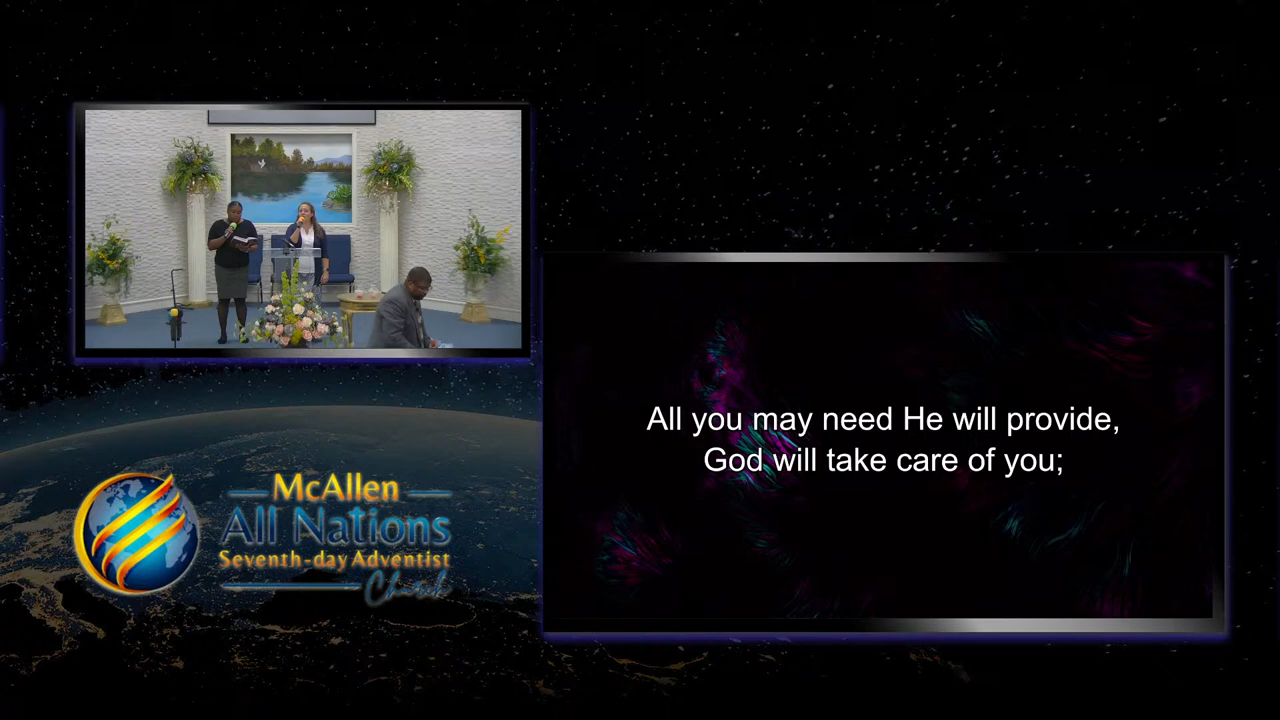 McAllen
All Nations
Seventh-day Adventist
Church
All you may need He will provide,
God will take care of you;